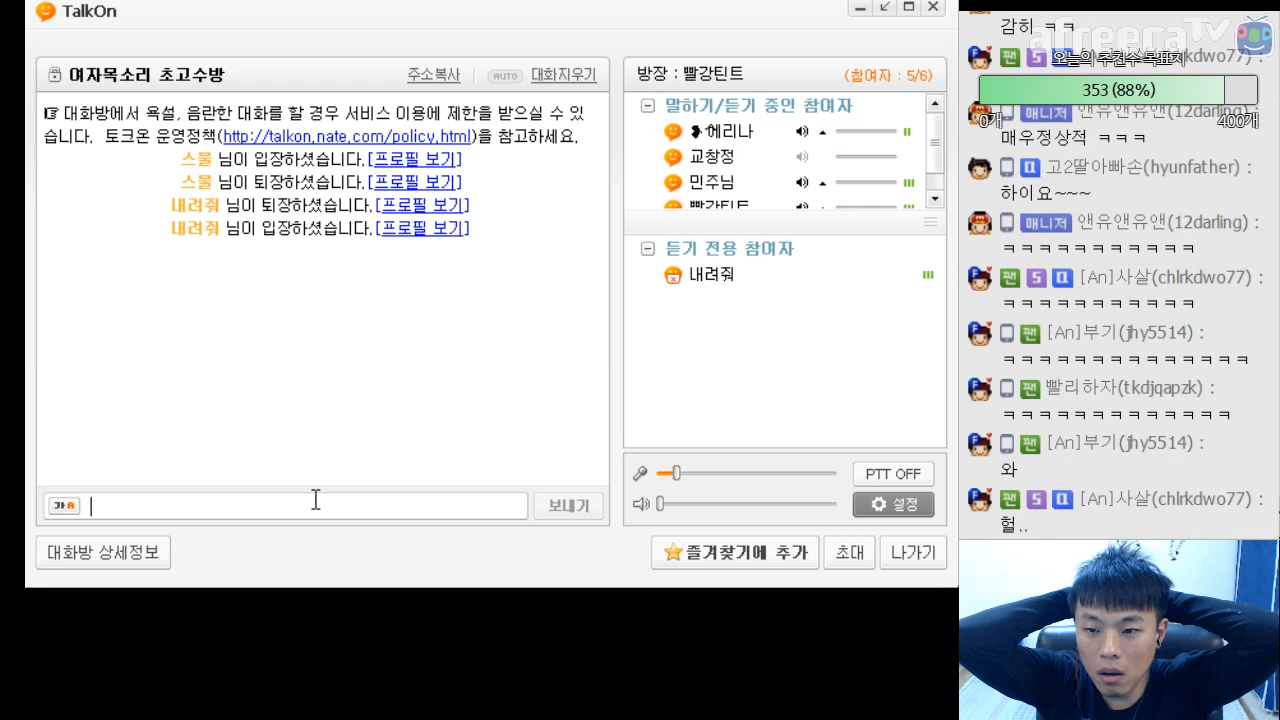 TalkOn
여자목소리 초고수방
주소복사
AUTO
대화지우기
☞ 대화방에서 욕설, 음란한 대화를 할 경우 서비스 이용에 제한을 받으실 수 있
습니다. 토크온 운영정책(http://talkon.nate.com/policy.html)을 참고하세요.
스물 님이 입장하셨습니다.[프로필 보기]
스물 님이 퇴장하셨습니다.[프로필 보기]
내려줘 님이 퇴장하셨습니다.[프로필 보기]
내려줘 님이 입장하셨습니다.[프로필 보기]
가A
보내기
대화방 상세정보
방장 : 빨강틴트
(참여자 : 5/6)
말하기/듣기 중인 참여자
❥헤리나
교창정
민주님
빨강틴트
듣기 전용 참여자
내려줘
PTT OFF
설정
즐겨찾기에 추가
초대
나가기
감히 ㅋㅋ
afreecaTV
팬 S kdwo77) :
오늘의 추천수 목표치
353 (88%)
0개
400개
매니저 앤유앤유앤(12darling) :
매우정상적 ㅋㅋㅋ
고2딸아빠손(hyunfather) :
하이요~~~
매니저 앤유앤유앤(12darling) :
ㅋㅋㅋㅋㅋㅋㅋㅋㅋㅋㅋ
팬 S [An]사살(chlrkdwo77) :
ㅋㅋㅋㅋㅋㅋㅋㅋㅋㅋㅋ
팬 [An]부기(jhy5514) :
ㅋㅋㅋㅋㅋㅋㅋㅋㅋㅋㅋㅋㅋㅋ
팬 빨리하자(tkdjqapzk) :
ㅋㅋㅋㅋㅋㅋㅋㅋㅋㅋㅋㅋㅋ
팬 [An]부기(jhy5514) :
와
팬 S [An]사살(chlrkdwo77) :
헐..